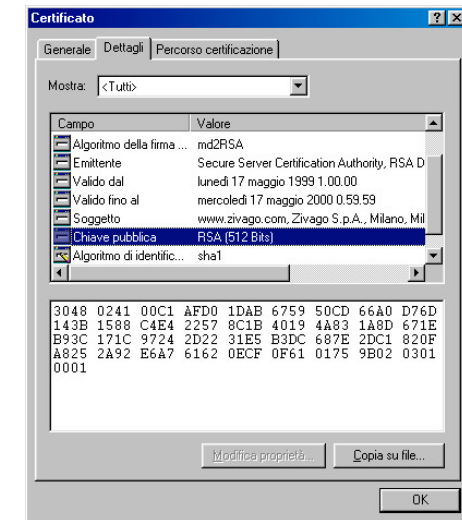 Certificato
Generale Dettagli Percorso certificazione
Mostra: <Tutti>
Campo Valore
Algoritmo della firma ... md2RSA
Emittente Secure Server Certification Authority, RSA D
Valido dal lunedì 17 maggio 1999 1.00.00
Valido fino al mercoledì 17 maggio 2000 0.59.59
Soggetto www.zivago.com, Zivago S.p.A., Milano, Mil
Chiave pubblica RSA (512 Bits)
Algoritmo di identific... sha1
3048 0241 00C1 AFD0 1DAB 6759 50CD 66A0 D76D
143B 1588 C4E4 2257 8C1B 4019 4A83 1A8D 671E
B93C 171C 9724 2D22 31E5 B3DC 687E 2DC1 820F
A825 2A92 E6A7 6162 0ECF 0F61 0175 9B02 0301
0001
Modifica proprietà... Copia su file...
OK